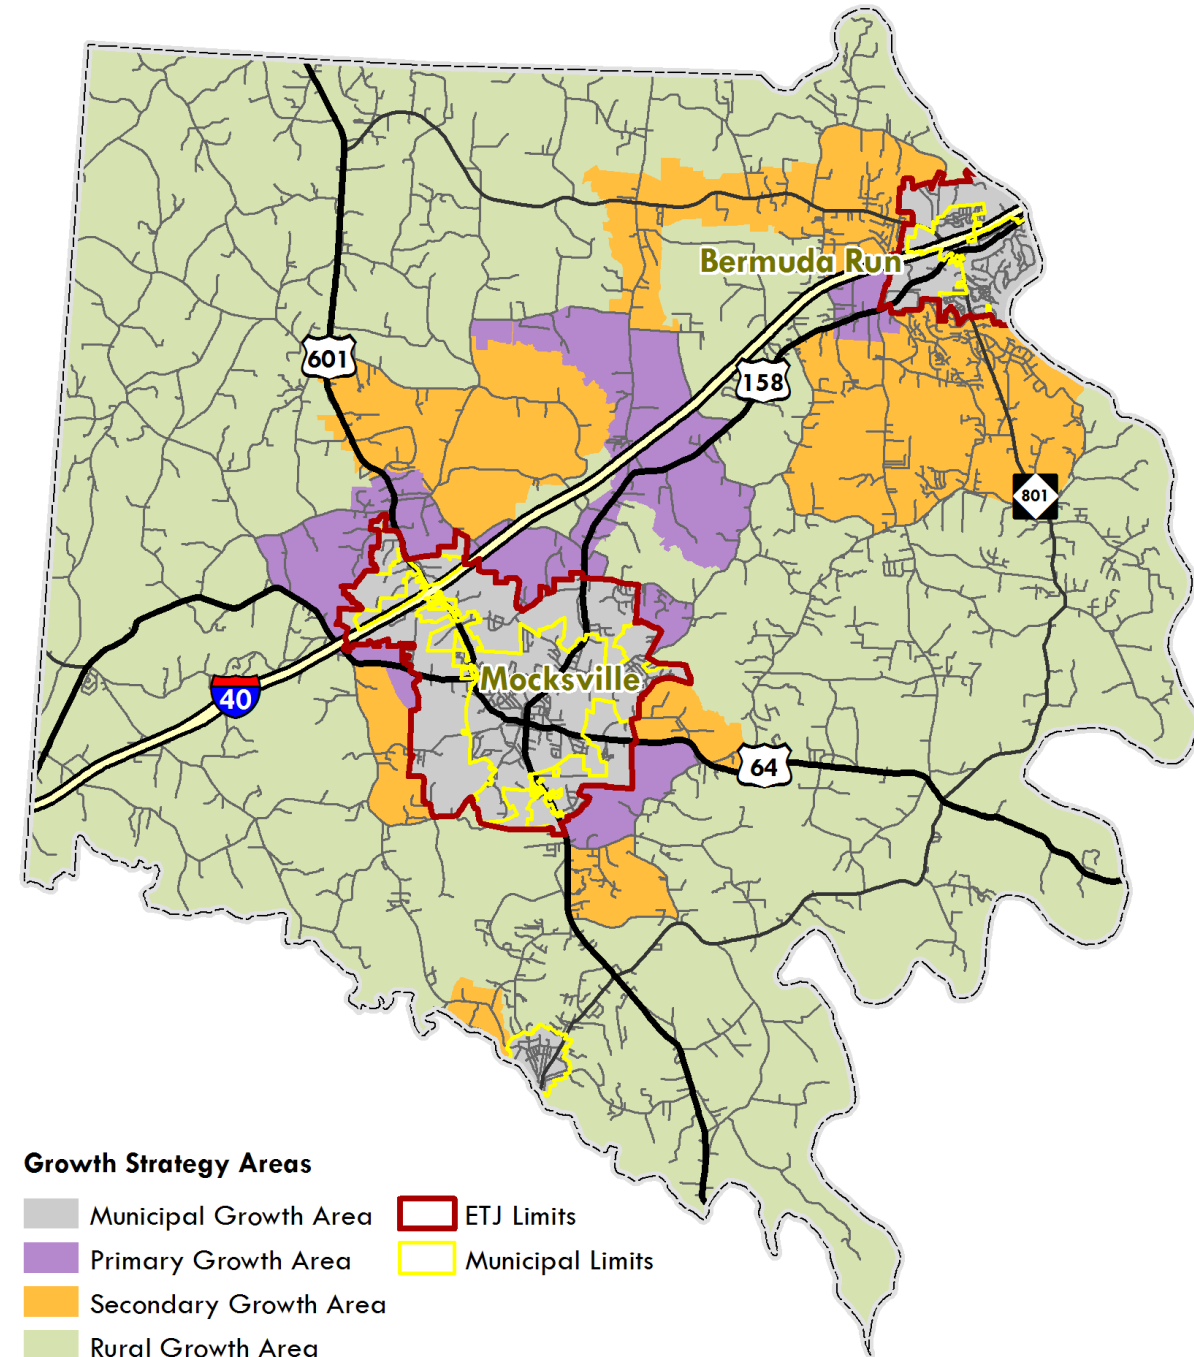 Bermuda Run
601
158
801
Mocksville
40
64
Growth Strategy Areas
Municipal Growth Area
ETJ Limits
Primary Growth Area
Municipal Limits
Secondary Growth Area
Rural Growth Area